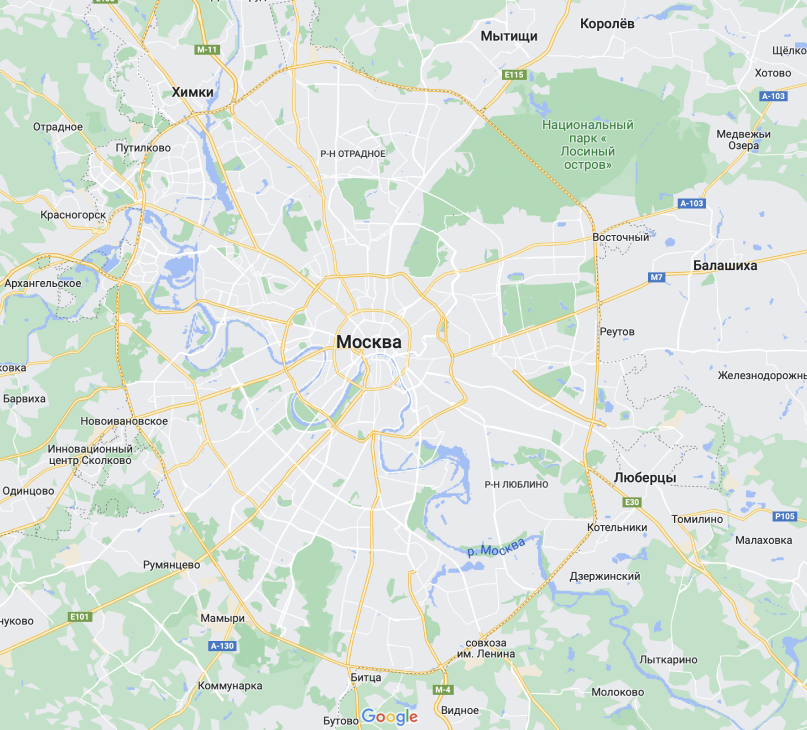 Королёв
Мытищи
M-11
Щёлко
E115
Хотово
Химки
A-103
Отрадное
Национальный
парк «
Лосиный
остров»
Медвежьи
Озера
Путилково
Р-Н ОТРАДНОЕ
A-103
Красногорск
Восточный
Балашиха
M7
Архангельское
Реутов
Москва
ковка
Железнодорожнь
Барвиха
Новоивановское
Инновационный
центр Сколково
Люберцы
Р-Н ЛЮБЛИНО
Одинцово
E30
Томилино
P105
Котельники
Малаховка
р. Москва
Румянцево
Дзержинский
E101
Мамыри
нуково
A-130
совхоза
им. Ленина
Лыткарино
Битца
Коммунарка
M-4
Молоково
Бутово
Google
Видное